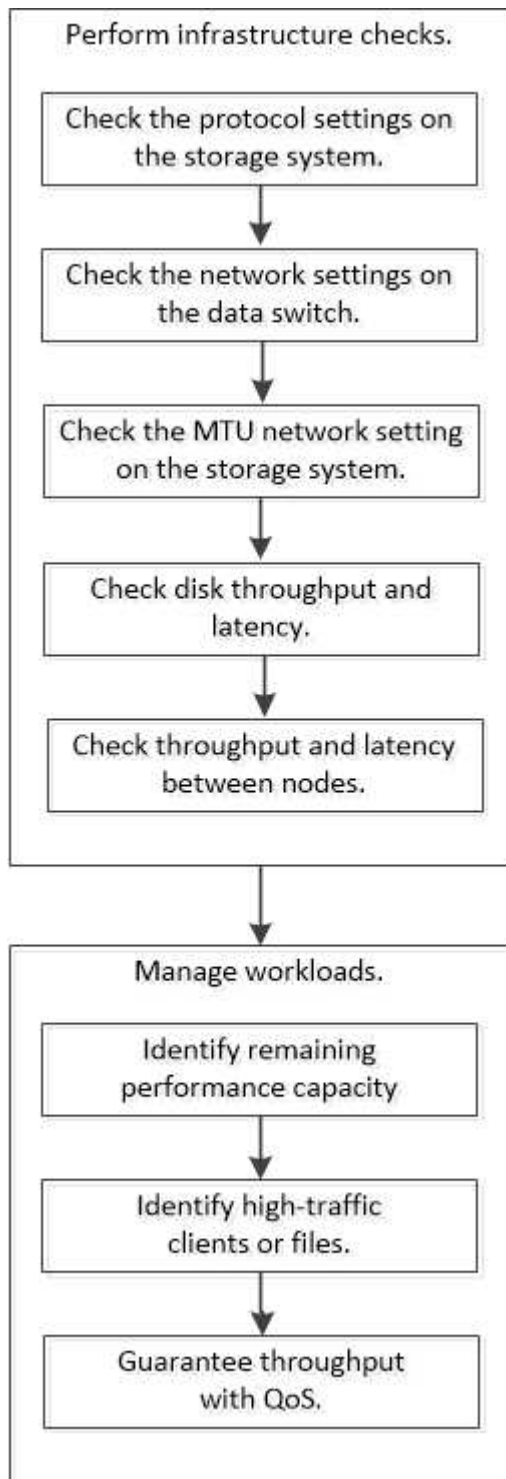 Perform infrastructure checks.
Check the protocol settings on
the storage system.
Check the network settings on
the data switch.
Check the MTU network setting
on the storage system.
Check disk throughput and
latency.
Check throughput and latency
between nodes.
Manage workloads.
Identify remaining
performance capacity
Identify high-traffic
clients or files.
Guarantee throughput
with QoS.